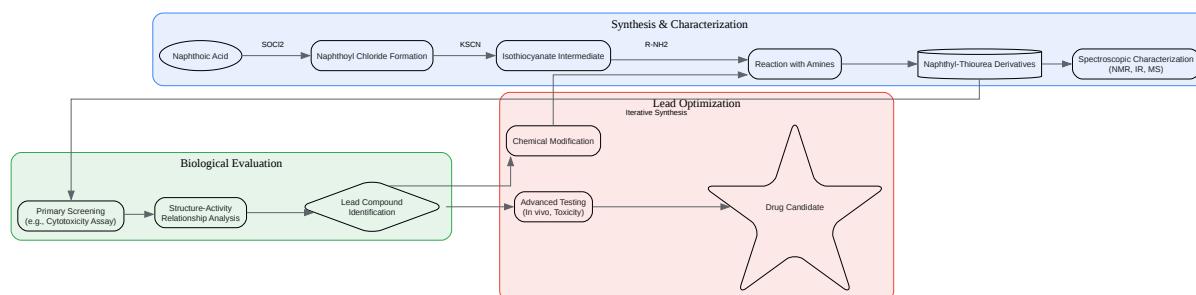 Synthesis & Characterization
SOCl2
KSCN
R-NH2
Naphthoic Acid
Naphthoyl Chloride Formation
Isothiocyanate Intermediate
Reaction with Amines
Naphthyl-Thiourea Derivatives
Spectroscopic Characterization
(NMR, IR, MS)
Lead Optimization
Iterative Synthesis
Chemical Modification
Biological Evaluation
Primary Screening
(e.g., Cytotoxicity Assay)
Structure-Activity
Relationship Analysis
Lead Compound
Identification
Advanced Testing
(In vivo, Toxicity)
Drug Candidate